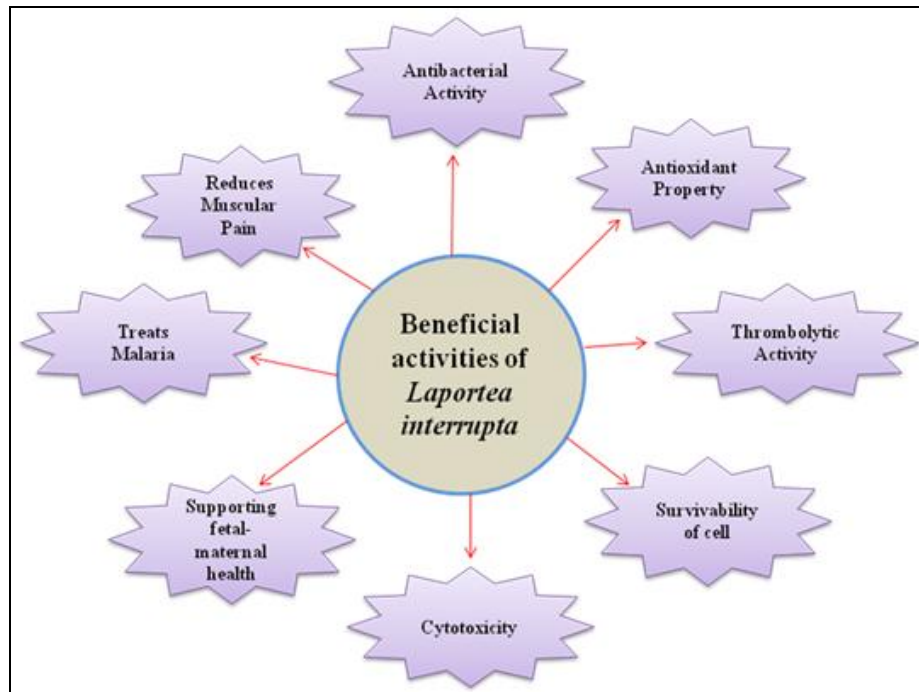 Antibacterial
Activity
Antioxidant
Property
Thrombolytic
Activity
Survivability
of cell
Cytotoxicity
Supporting
fetal-
maternal
health
Treats
Malaria
Reduces
Muscular
Pain
Beneficial
activities of
Laportea
interrupta